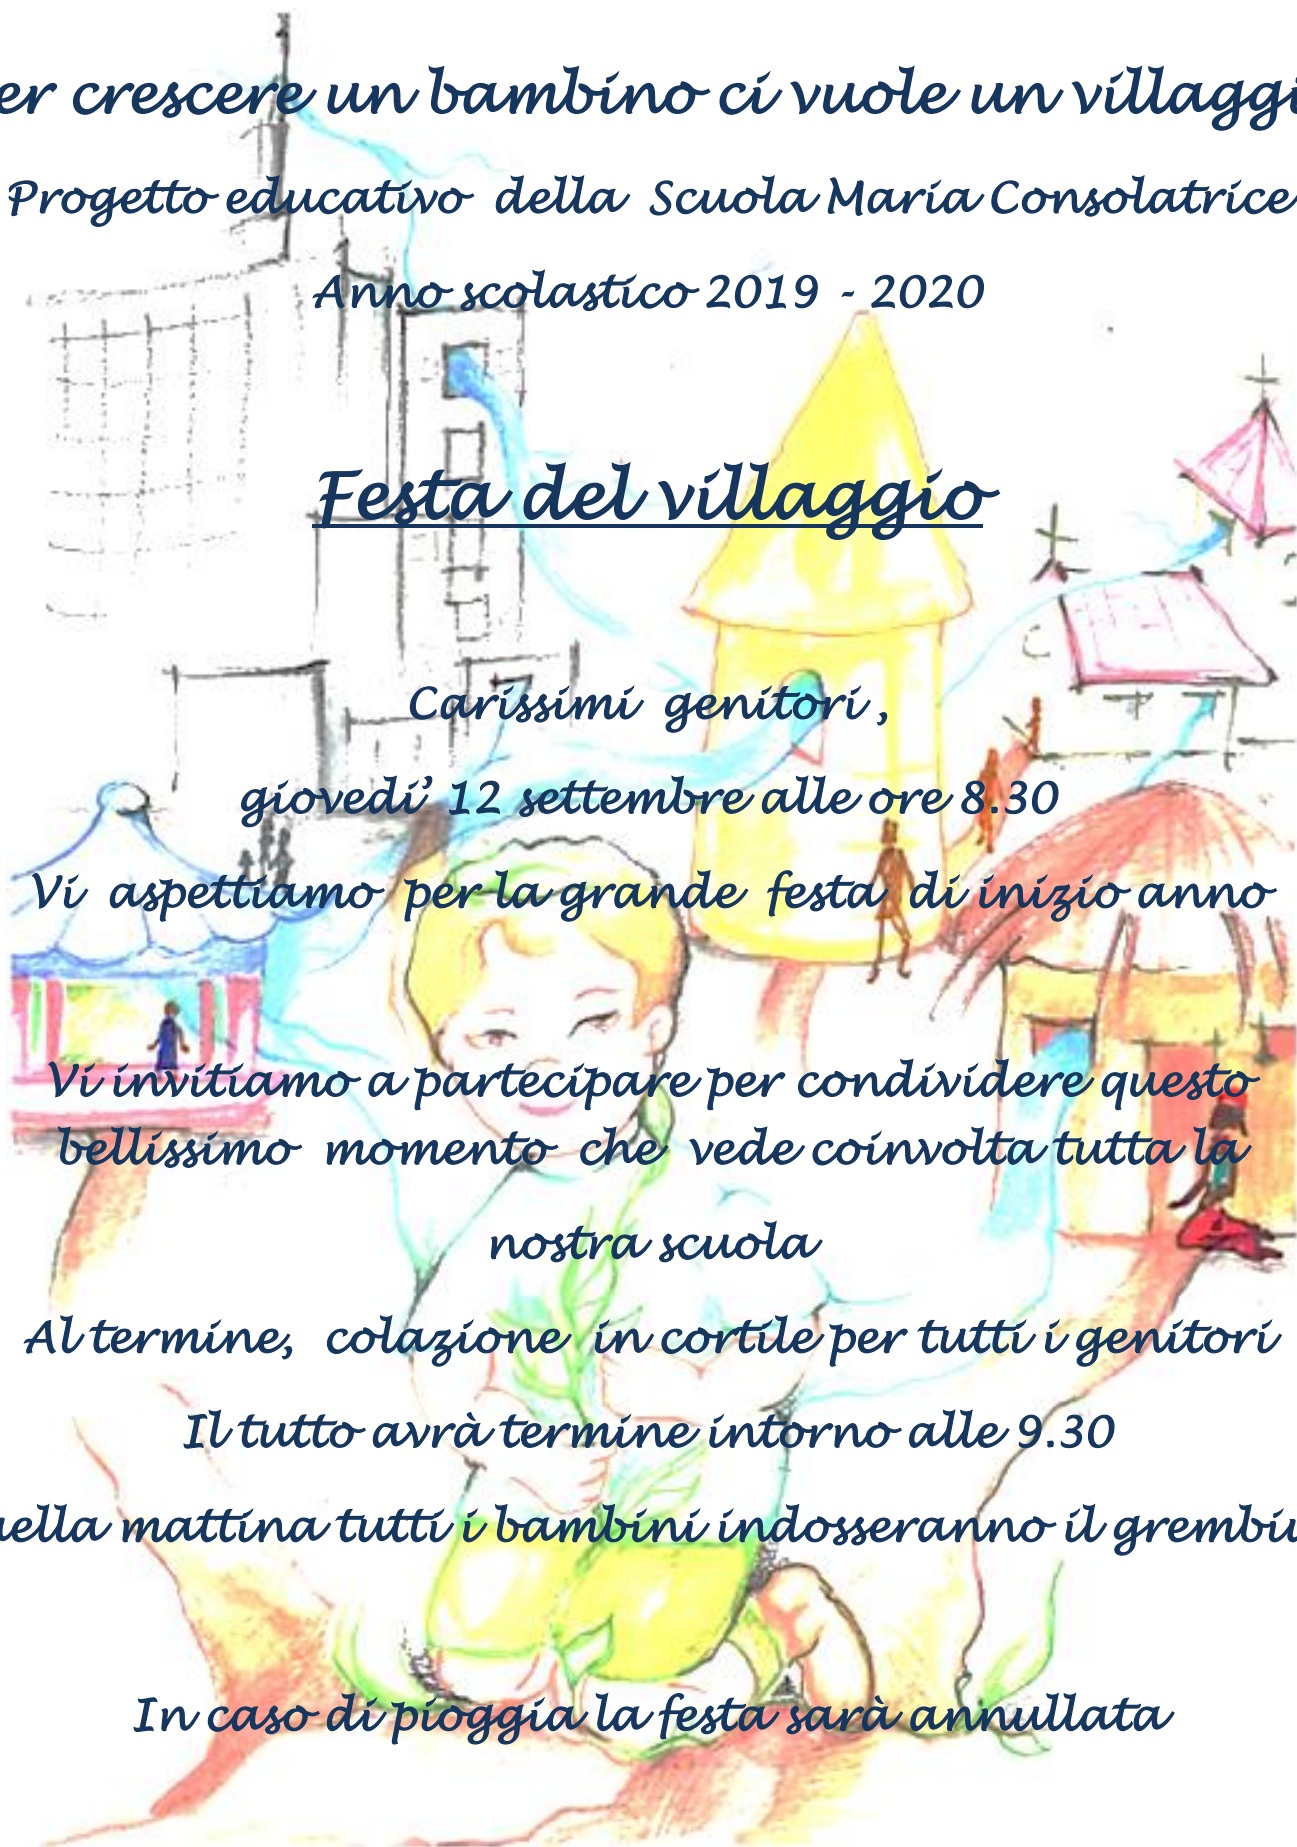 er crescere un bambino ci vuole un villaggi
Progetto educativo della Scuola Maria Consolatrice
Anno scolastico 2019 - 2020
Festa del villaggio
Carissimi genitori ,
giovedi’ 12 settembre alle ore 8.30
Vi aspettiamo per la grande festa di inizio anno
Vi invitiamo a partecipare per condividere questo
bellissimo momento che vede coinvolta tutta la
nostra scuola
Al termine, colazione in cortile per tutti i genitori
Il tutto avrà termine intorno alle 9.30
uella mattina tutti i bambini indosseranno il grembiu
In caso di pioggia la festa sarà annullata